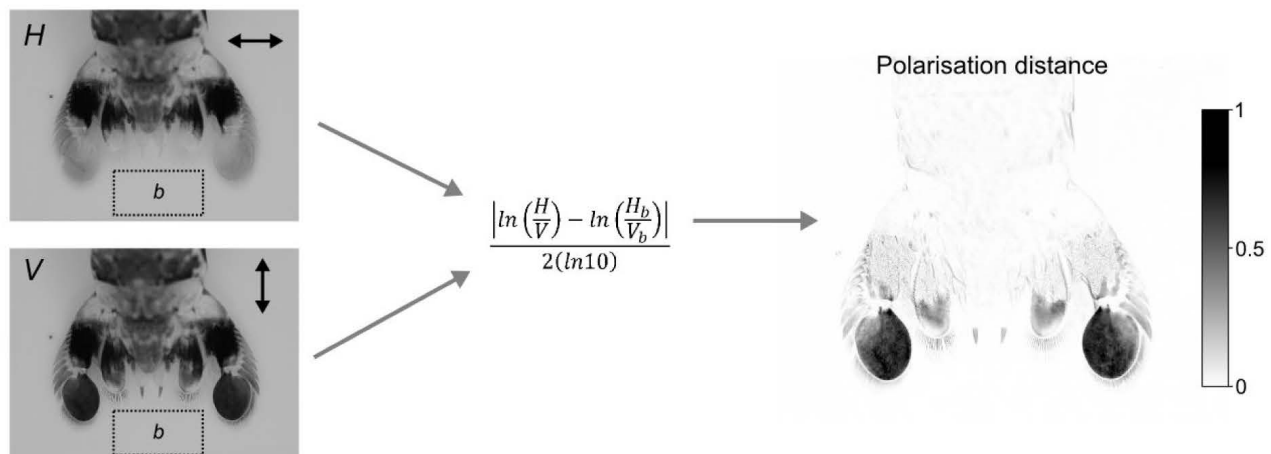 H
b
V
b
|ln (H/V) − ln (H_b/V_b)|
2(ln10)
Polarisation distance
1
0.5
0